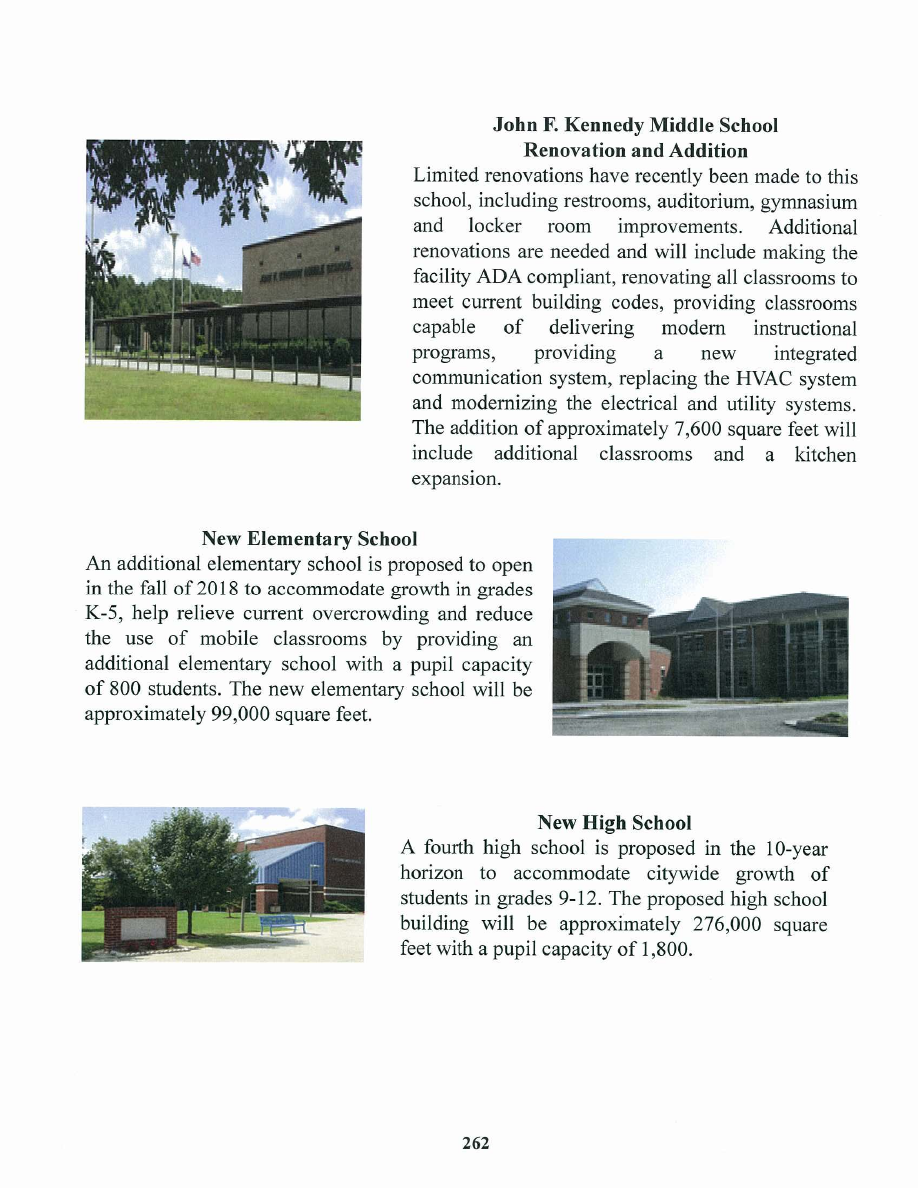 John F. Kennedy Middle School
Renovation and Addition
Limited renovations have recently been made to this
school, including restrooms, auditorium, gymnasium
and locker room improvements. Additional
renovations are needed and will include making the
facility ADA compliant, renovating all classrooms to
meet current building codes, providing classrooms
capable of delivering modern instructional
programs, providing a new integrated
communication system, replacing the HVAC system
and modernizing the electrical and utility systems.
The addition of approximately 7,600 square feet will
include additional classrooms and a kitchen
expansion.
JOHN F. KENNEDY MIDDLE SCHOOL
New Elementary School
An additional elementary school is proposed to open
in the fall of 2018 to accommodate growth in grades
K-5, help relieve current overcrowding and reduce
the use of mobile classrooms by providing an
additional elementary school with a pupil capacity
of 800 students. The new elementary school will be
approximately 99,000 square feet.
New High School
A fourth high school is proposed in the 10-year
horizon to accommodate citywide growth of
students in grades 9-12. The proposed high school
building will be approximately 276,000 square
feet with a pupil capacity of 1,800.
262